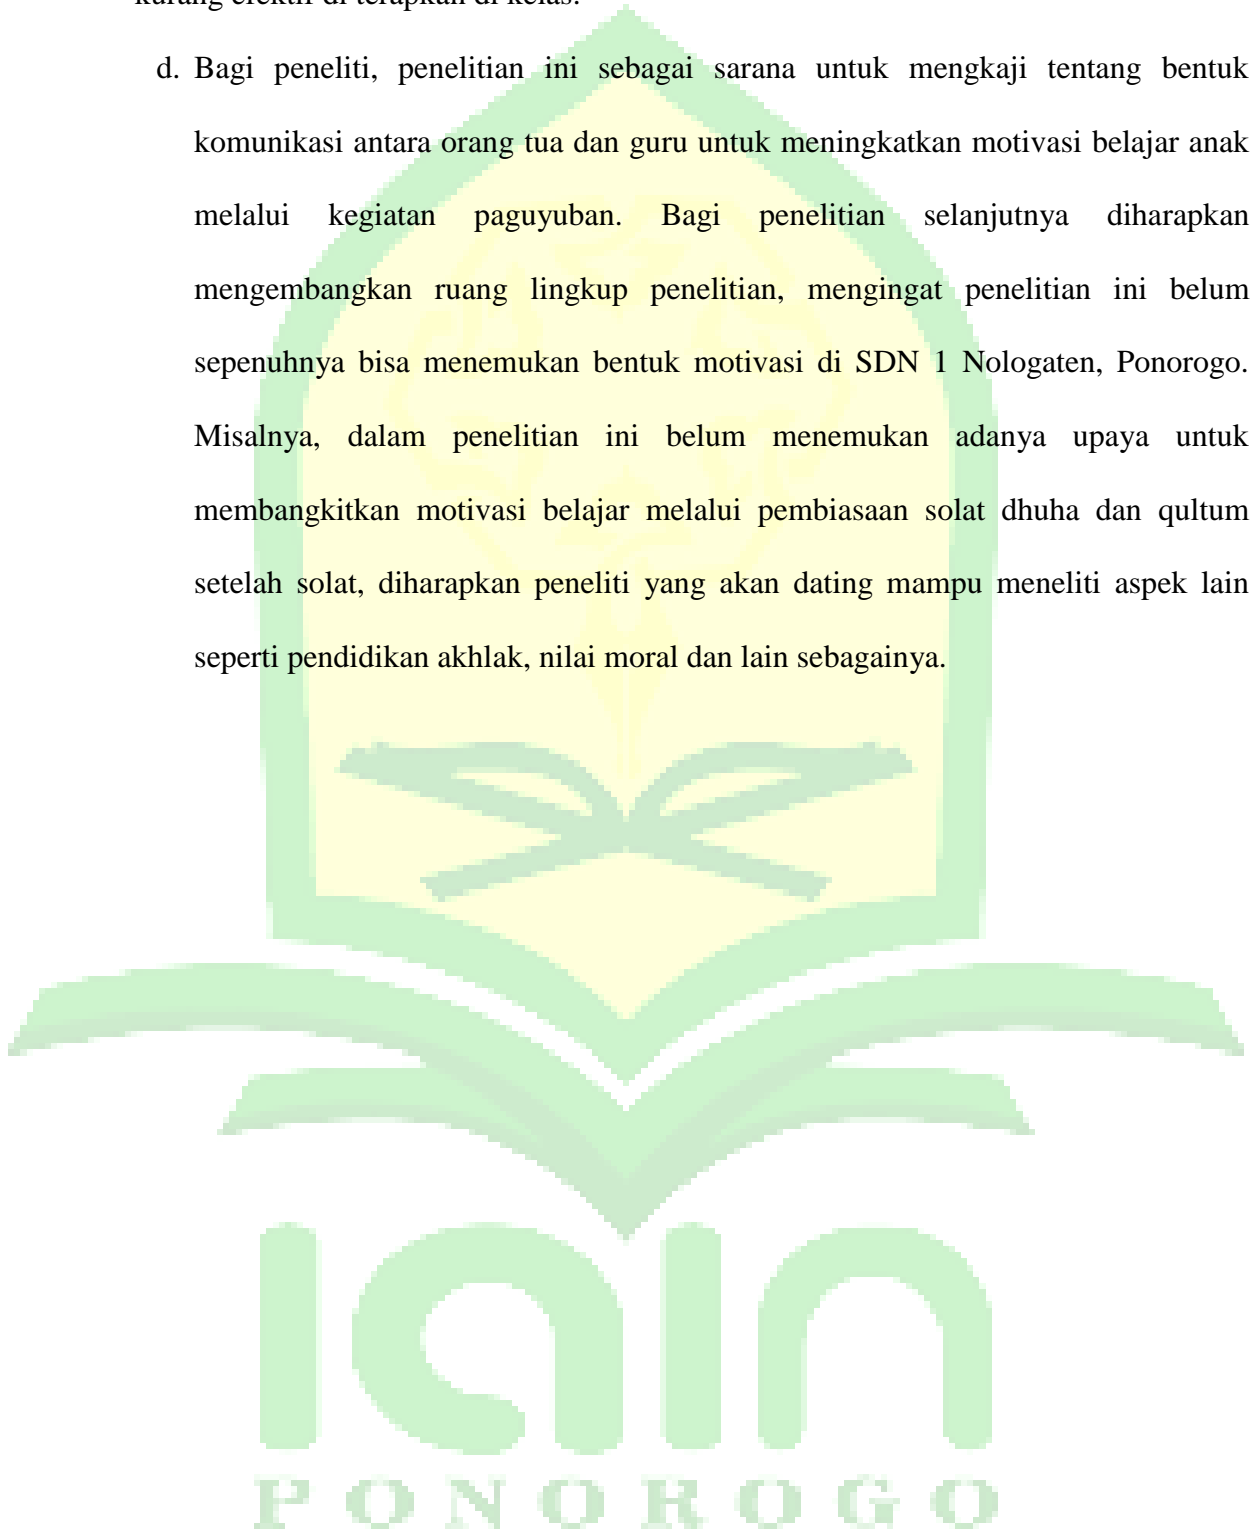 kurang efektif di terapkan di kelas.
d. Bagi peneliti, penelitian ini sebagai sarana untuk mengkaji tentang bentuk
komunikasi antara orang tua dan guru untuk meningkatkan motivasi belajar anak
melalui kegiatan paguyuban. Bagi penelitian selanjutnya diharapkan
mengembangkan ruang lingkup penelitian, mengingat penelitian ini belum
sepenuhnya bisa menemukan bentuk motivasi di SDN 1 Nologaten, Ponorogo.
Misalnya, dalam penelitian ini belum menemukan adanya upaya untuk
membangkitkan motivasi belajar melalui pembiasaan solat dhuha dan qultum
setelah solat, diharapkan peneliti yang akan dating mampu meneliti aspek lain
seperti pendidikan akhlak, nilai moral dan lain sebagainya.
iain
PONOROGO